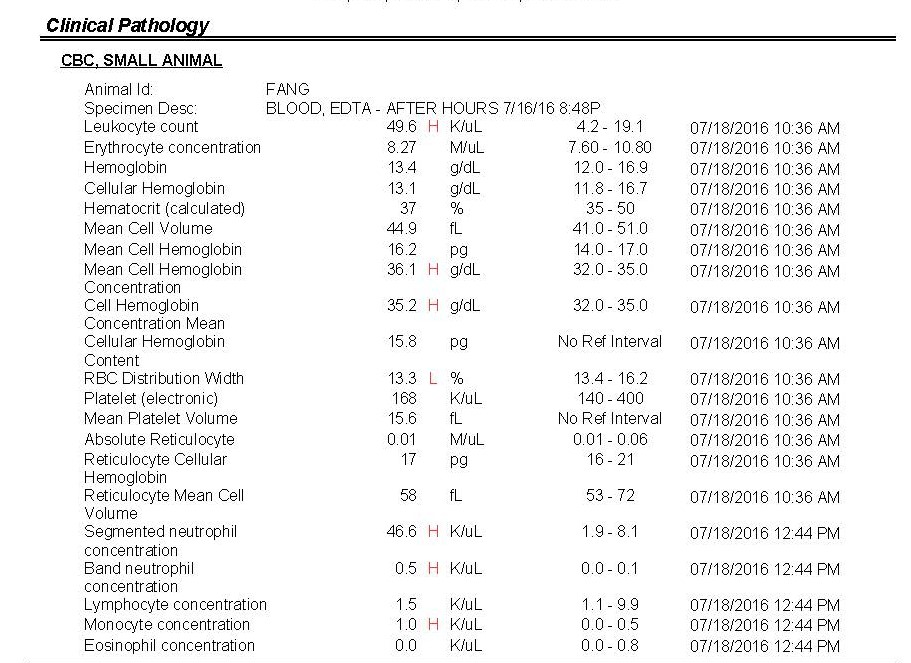 Clinical Pathology
CBC, SMALL ANIMAL
Animal Id: FANG
Specimen Desc: BLOOD, EDTA - AFTER HOURS 7/16/16 8:48P
Leukocyte count 49.6 H K/uL 4.2 - 19.1 07/18/2016 10:36 AM
Erythrocyte concentration 8.27 M/uL 7.60 - 10.80 07/18/2016 10:36 AM
Hemoglobin 13.4 g/dL 12.0 - 16.9 07/18/2016 10:36 AM
Cellular Hemoglobin 13.1 g/dL 11.8 - 16.7 07/18/2016 10:36 AM
Hematocrit (calculated) 37 % 35 - 50 07/18/2016 10:36 AM
Mean Cell Volume 44.9 fL 41.0 - 51.0 07/18/2016 10:36 AM
Mean Cell Hemoglobin 16.2 pg 14.0 - 17.0 07/18/2016 10:36 AM
Mean Cell Hemoglobin 36.1 H g/dL 32.0 - 35.0 07/18/2016 10:36 AM
Concentration
Cell Hemoglobin 35.2 H g/dL 32.0 - 35.0 07/18/2016 10:36 AM
Concentration Mean
Cellular Hemoglobin 15.8 pg No Ref Interval 07/18/2016 10:36 AM
Content
RBC Distribution Width 13.3 L % 13.4 - 16.2 07/18/2016 10:36 AM
Platelet (electronic) 168 K/uL 140 - 400 07/18/2016 10:36 AM
Mean Platelet Volume 15.6 fL No Ref Interval 07/18/2016 10:36 AM
Absolute Reticulocyte 0.01 M/uL 0.01 - 0.06 07/18/2016 10:36 AM
Reticulocyte Cellular 17 pg 16 - 21 07/18/2016 10:36 AM
Hemoglobin
Reticulocyte Mean Cell 58 fL 53 - 72 07/18/2016 10:36 AM
Volume
Segmented neutrophil 46.6 H K/uL 1.9 - 8.1 07/18/2016 12:44 PM
concentration
Band neutrophil 0.5 H K/uL 0.0 - 0.1 07/18/2016 12:44 PM
concentration
Lymphocyte concentration 1.5 K/uL 1.1 - 9.9 07/18/2016 12:44 PM
Monocyte concentration 1.0 H K/uL 0.0 - 0.5 07/18/2016 12:44 PM
Eosinophil concentration 0.0 K/uL 0.0 - 0.8 07/18/2016 12:44 PM